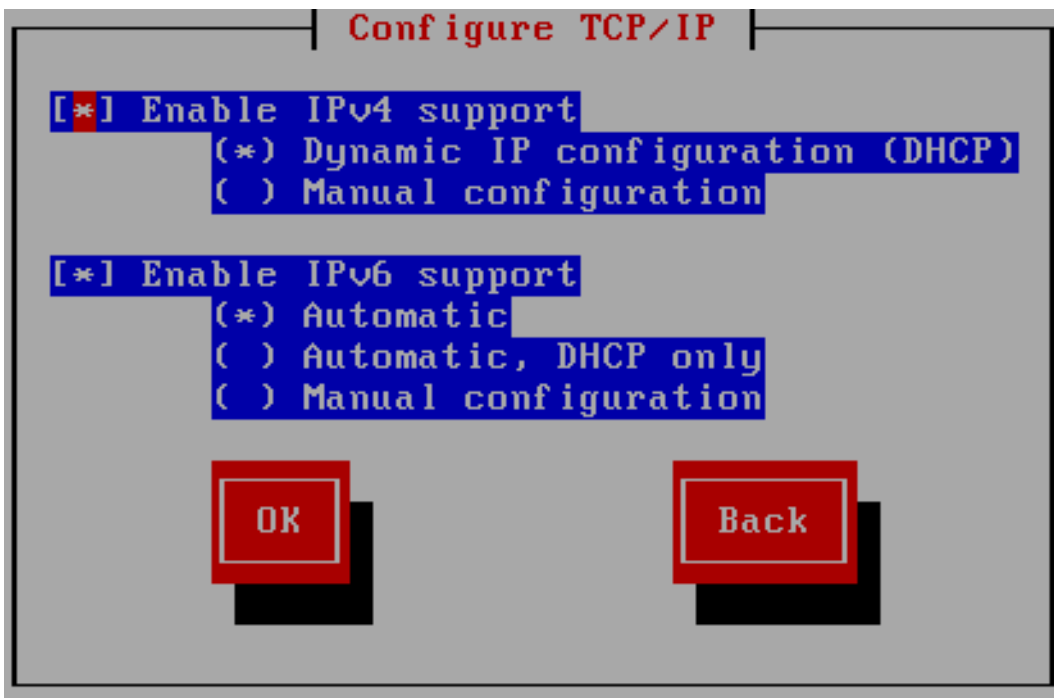 Configure TCP/IP
[*] Enable IPv4 support
(*) Dynamic IP configuration (DHCP)
( ) Manual configuration
[*] Enable IPv6 support
(*) Automatic
( ) Automatic, DHCP only
( ) Manual configuration
OK Back